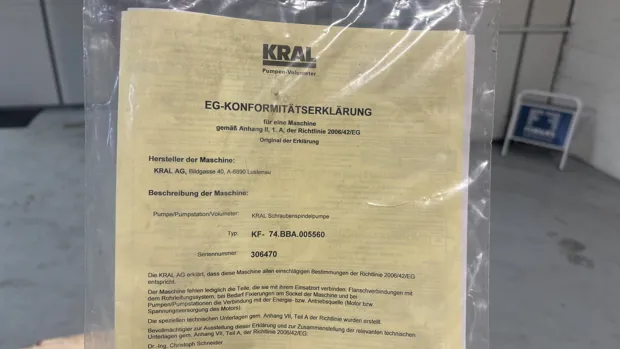 KRAL
Pumpen-Volumeter
EG-KONFORMITÄTSERKLÄRUNG
für eine Maschine
gemäß Anhang II, 1. A, der Richtlinie 2006/42/EG
Original der Erklärung
Hersteller der Maschine:
KRAL AG, Bildgasse 40, A-6890 Lustenau
Beschreibung der Maschine:
Pumpe/Pumpstation/Volumeter: KRAL Schraubenspindelpumpe
Typ: KF- 74.BBA.005560
Seriennummer: 306470
Die KRAL AG erklärt, dass diese Maschine allen einschlägigen Bestimmungen der Richtlinie 2006/42/EG
entspricht.
Der Maschine fehlen lediglich die Teile, die sie mit ihrem Einsatzort verbinden: Flanschverbindungen mit
dem Rohrleitungssystem, bei Bedarf Fixierungen am Sockel der Maschine und bei
Pumpen/Pumpstationen die Verbindung mit der Energie- bzw. Antriebsquelle (Motor bzw.
Spannungsversorgung des Motors).
Die speziellen technischen Unterlagen gem. Anhang VII, Teil A der Richtlinie wurden erstellt.
Bevollmächtigter zur Ausstellung dieser Erklärung und zur Zusammenstellung der relevanten technischen
Unterlagen gem. Anhang VII, Teil A der Richtlinie 2006/42/EG:
Dr.-Ing. Christoph Schneider